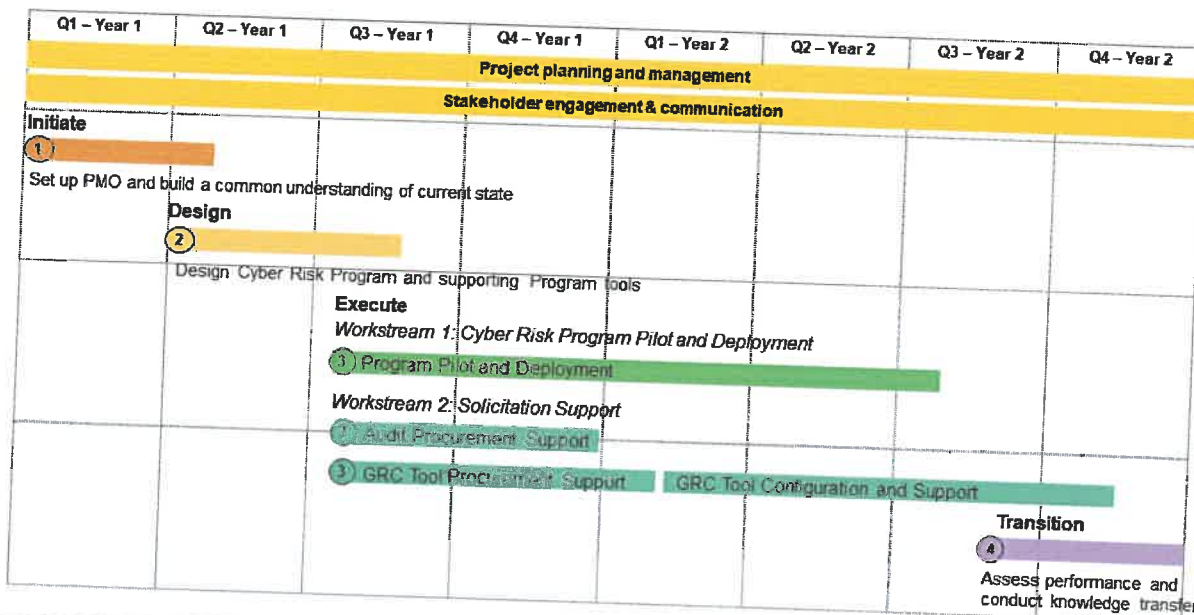 Q1 – Year 1 Q2 – Year 1 Q3 – Year 1 Q4 – Year 1 Q1 – Year 2 Q2 – Year 2 Q3 – Year 2 Q4 – Year 2
Project planning and management
Stakeholder engagement & communication
Initiate
1
Set up PMO and build a common understanding of current state
Design
2
Design Cyber Risk Program and supporting Program tools
Execute
Workstream 1: Cyber Risk Program Pilot and Deployment
3 Program Pilot and Deployment
Workstream 2: Solicitation Support
Audit Procurement Support
3 GRC Tool Procurement Support GRC Tool Configuration and Support
Transition
4
Assess performance and
conduct knowledge transfer